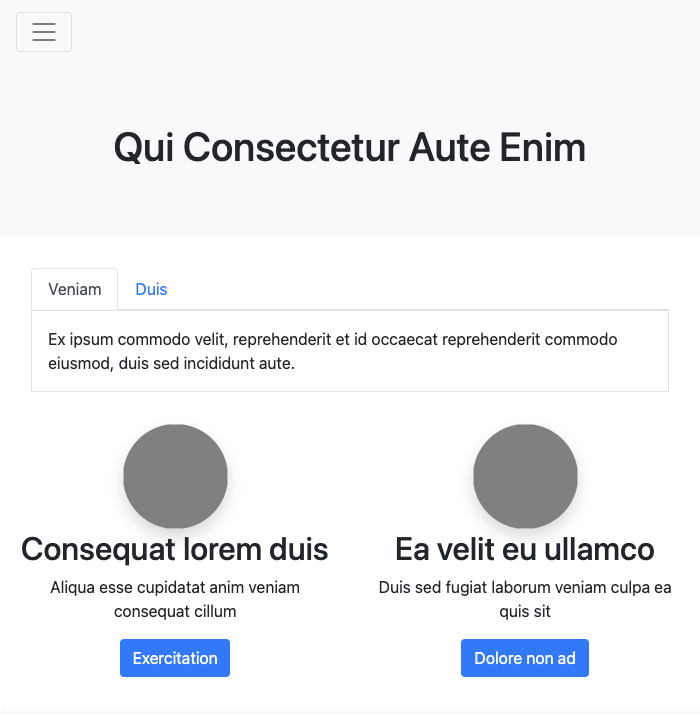 Qui Consectetur Aute Enim
Veniam
Duis
Ex ipsum commodo velit, reprehenderit et id occaecat reprehenderit commodo
eiusmod, duis sed incididunt aute.
Consequat lorem duis
Aliqua esse cupidatat anim veniam
consequat cillum
Exercitation
Ea velit eu ullamco
Duis sed fugiat laborum veniam culpa ea
quis sit
Dolore non ad